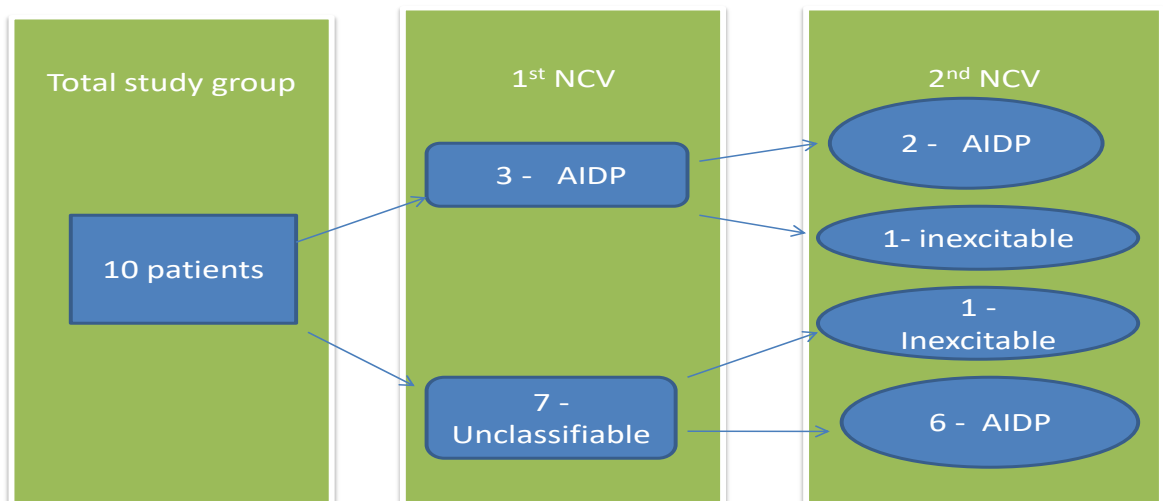 Total study group
10 patients
1st NCV
3 - AIDP
7 -
Unclassifiable
2nd NCV
2 - AIDP
1- inexcitable
1 -
Inexcitable
6 - AIDP